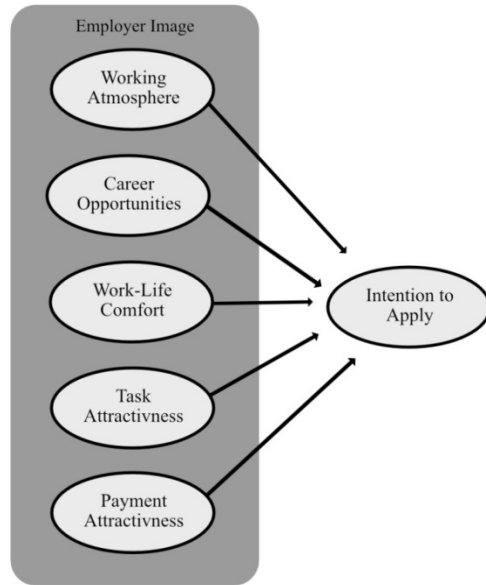 Employer Image
Working
Atmosphere
Career
Opportunities
Work-Life
Comfort
Intention to
Apply
Task
Attractivness
Payment
Attractivness